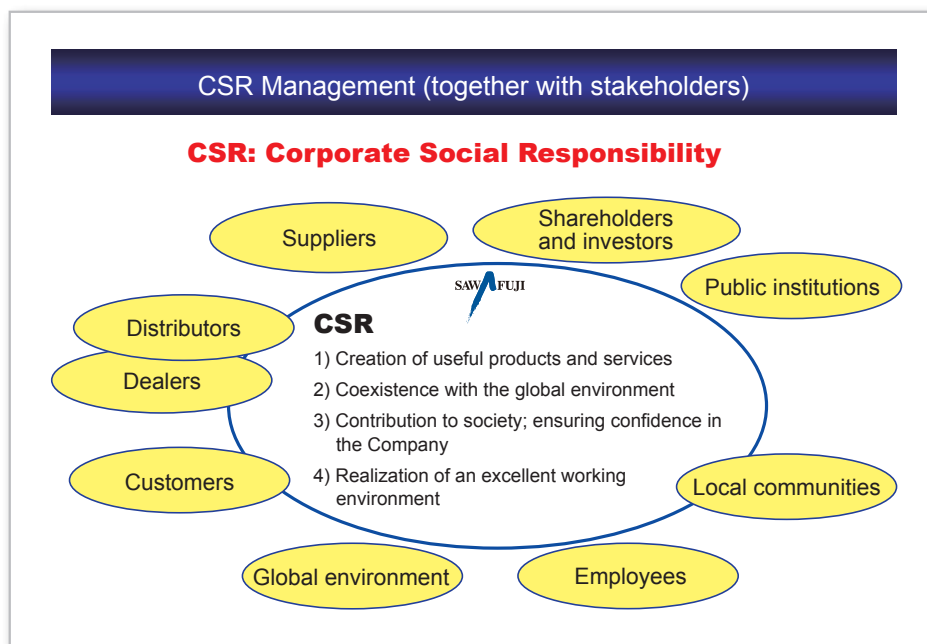 CSR Management (together with stakeholders)
CSR: Corporate Social Responsibility
Suppliers
Shareholders
and investors
Public institutions
SAWAFUJI
Distributors
Dealers
Customers
CSR
1) Creation of useful products and services
2) Coexistence with the global environment
3) Contribution to society; ensuring confidence in
the Company
4) Realization of an excellent working
environment
Local communities
Global environment
Employees